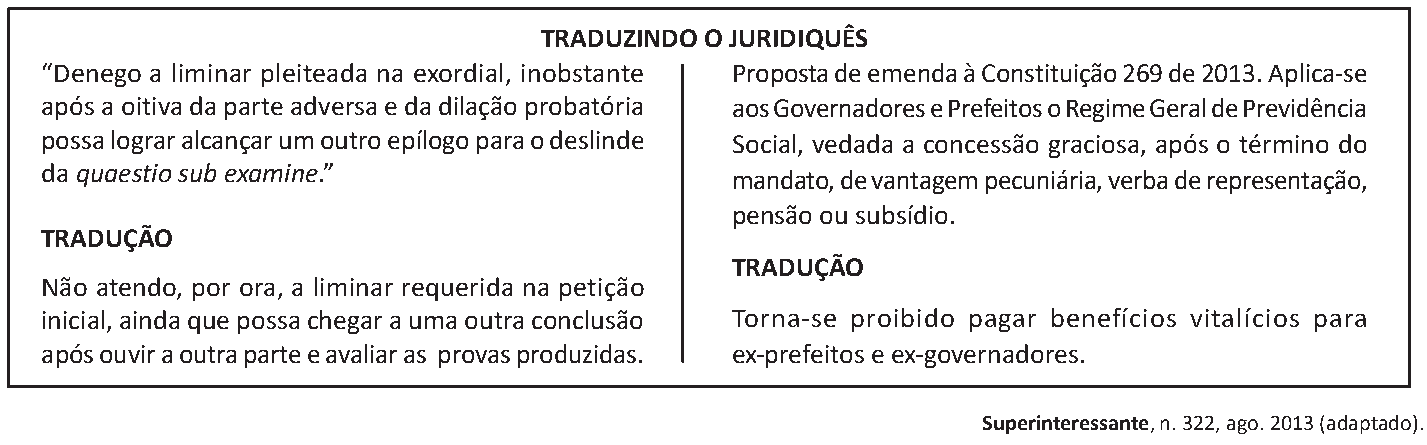 TRADUZINDO O JURIDIQUÊS
“Denego a liminar pleiteada na exordial, inobstante
após a oitiva da parte adversa e da dilação probatória
possa lograr alcançar um outro epílogo para o deslinde
da quaestio sub examine.”
TRADUÇÃO
Não atendo, por ora, a liminar requerida na petição
inicial, ainda que possa chegar a uma outra conclusão
após ouvir a outra parte e avaliar as provas produzidas.
Proposta de emenda à Constituição 269 de 2013. Aplica-se
aos Governadores e Prefeitos o Regime Geral de Previdência
Social, vedada a concessão graciosa, após o término do
mandato, de vantagem pecuniária, verba de representação,
pensão ou subsídio.
TRADUÇÃO
Torna-se proibido pagar benefícios vitalícios para
ex-prefeitos e ex-governadores.
Superinteressante, n. 322, ago. 2013 (adaptado).